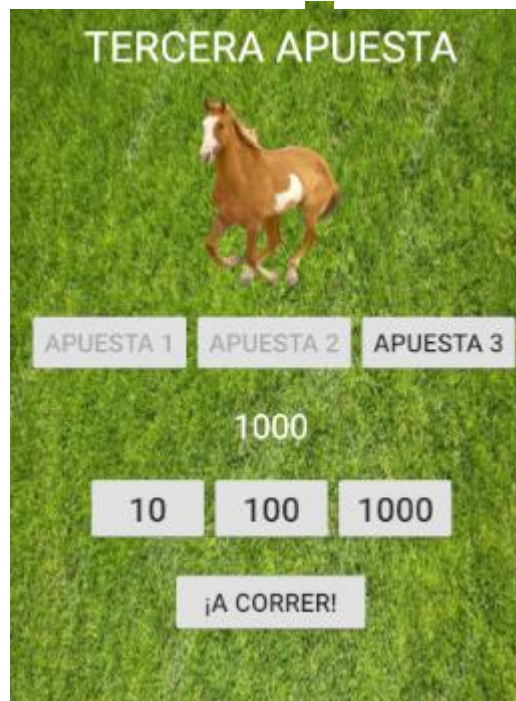 TERCERA APUESTA
APUESTA 1 APUESTA 2 APUESTA 3
1000
10 100 1000
¡A CORRER!